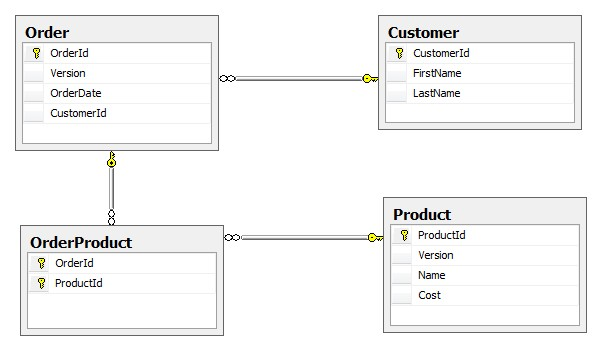 Order
OrderId
Version
OrderDate
CustomerId
Customer
CustomerId
FirstName
LastName
OrderProduct
OrderId
ProductId
Product
ProductId
Version
Name
Cost